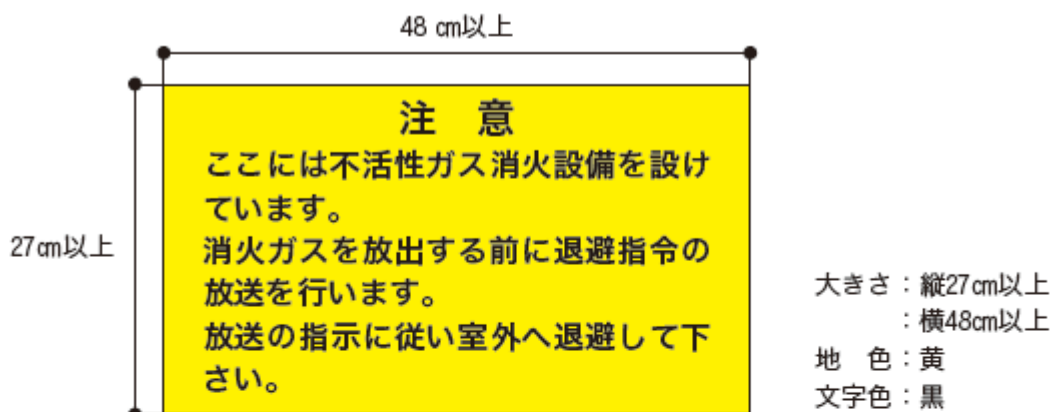 48 cm以上
27cm以上
注　意
ここには不活性ガス消火設備を設け
ています。
消火ガスを放出する前に退避指令の
放送を行います。
放送の指示に従い室外へ退避して下
さい。
大きさ：縦27cm以上
：横48cm以上
地　色：黄
文字色：黒